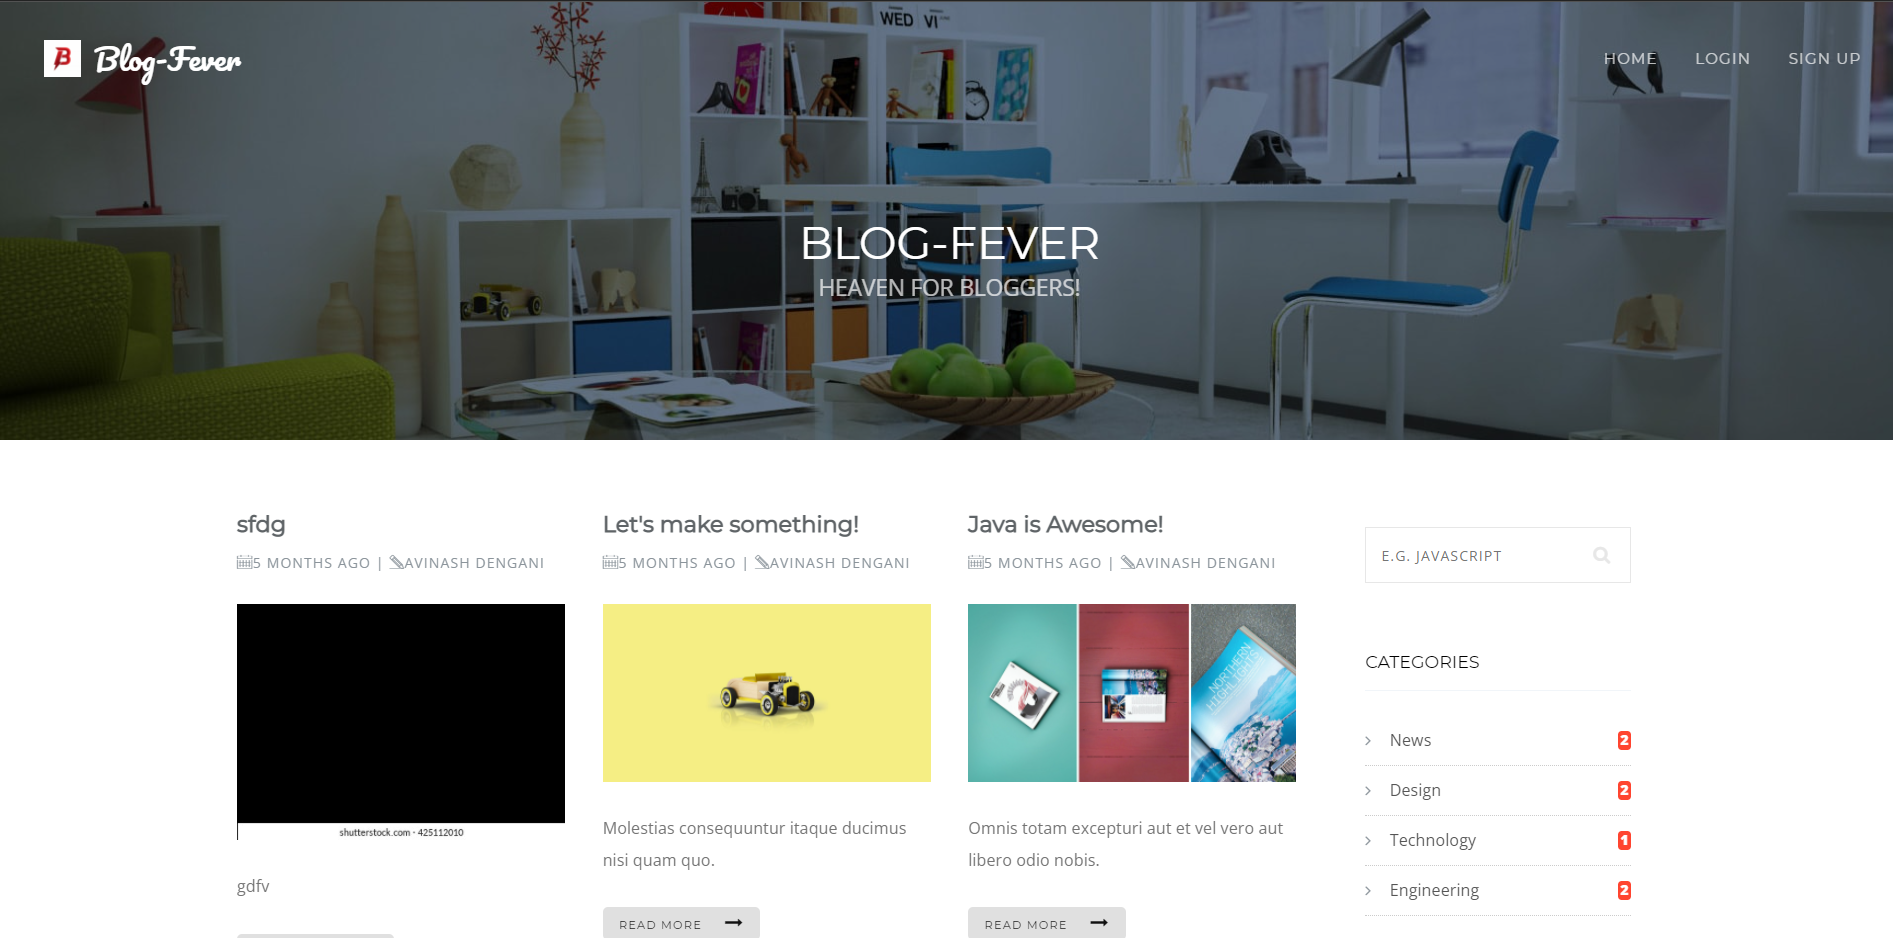 WED VI
B Blog-Fever
HOME LOGIN SIGN UP
BLOG-FEVER
HEAVEN FOR BLOGGERS!
sfdg
5 MONTHS AGO | AVINASH DENGANI
shutterstock.com · 425112010
gdfv
Let's make something!
5 MONTHS AGO | AVINASH DENGANI
Molestias consequuntur itaque ducimus
nisi quam quo.
READ MORE
Java is Awesome!
5 MONTHS AGO | AVINASH DENGANI
NORTHERN
HIGHLIGHTS
Omnis totam excepturi aut et vel vero aut
libero odio nobis.
READ MORE
E.G. JAVASCRIPT
CATEGORIES
News 2
Design 2
Technology 1
Engineering 2